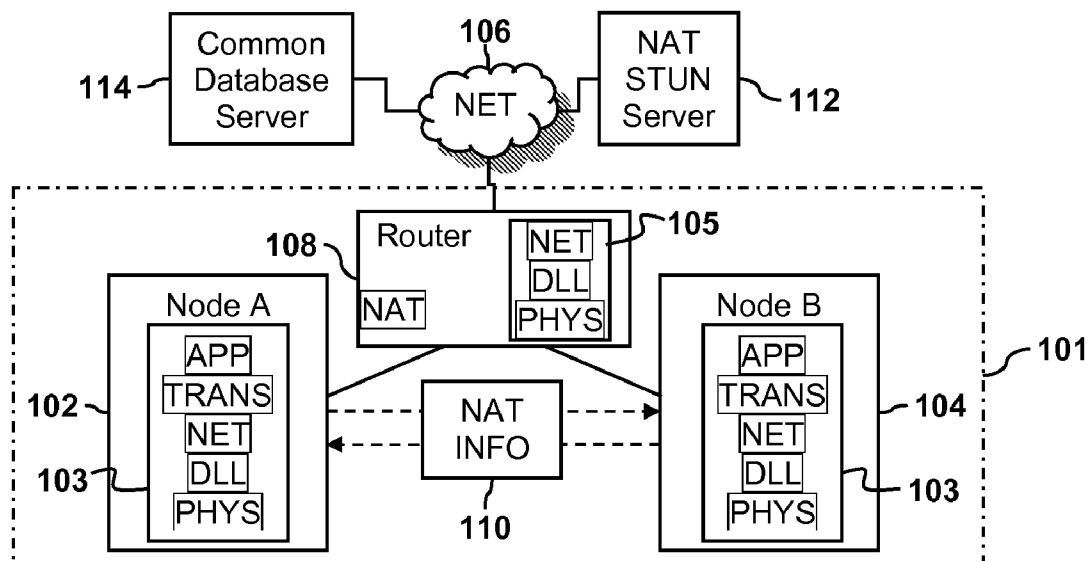 106
Common
Database
Server
114
NET
NAT
STUN
Server
112
Router
108
NAT
NET
DLL
PHYS
105
101
Node A
APP
TRANS
NET
DLL
PHYS
102
103
NAT
INFO
110
Node B
APP
TRANS
NET
DLL
PHYS
104
103